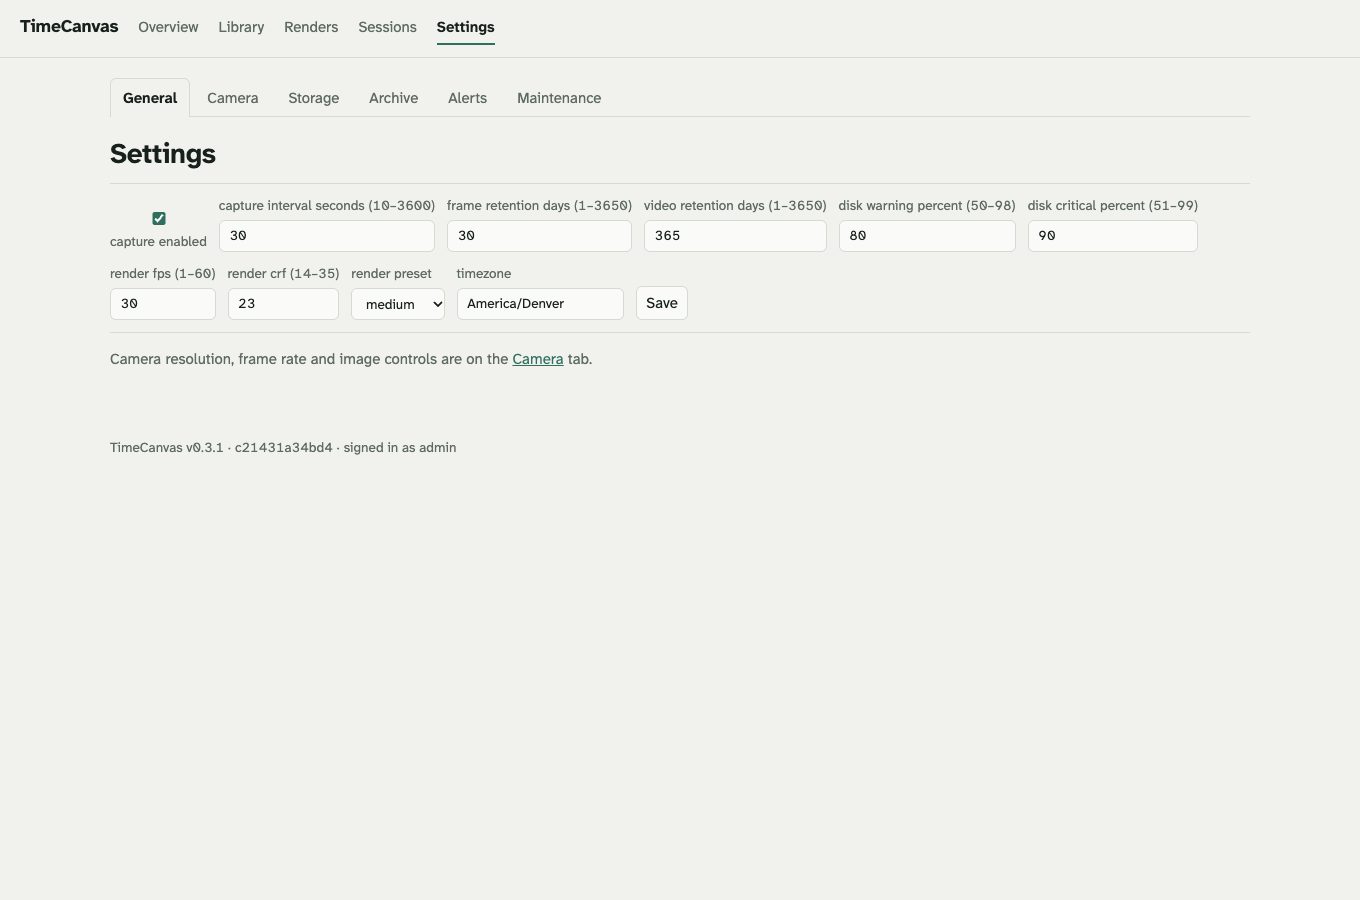 TimeCanvas Overview Library Renders Sessions Settings
General Camera Storage Archive Alerts Maintenance
Settings
capture enabled
capture interval seconds (10–3600) frame retention days (1–3650) video retention days (1–3650) disk warning percent (50–98) disk critical percent (51–99)
30 30 365 80 90
render fps (1–60) render crf (14–35) render preset timezone
30 23 medium America/Denver Save
Camera resolution, frame rate and image controls are on the Camera tab.
TimeCanvas v0.3.1 · c21431a34bd4 · signed in as admin